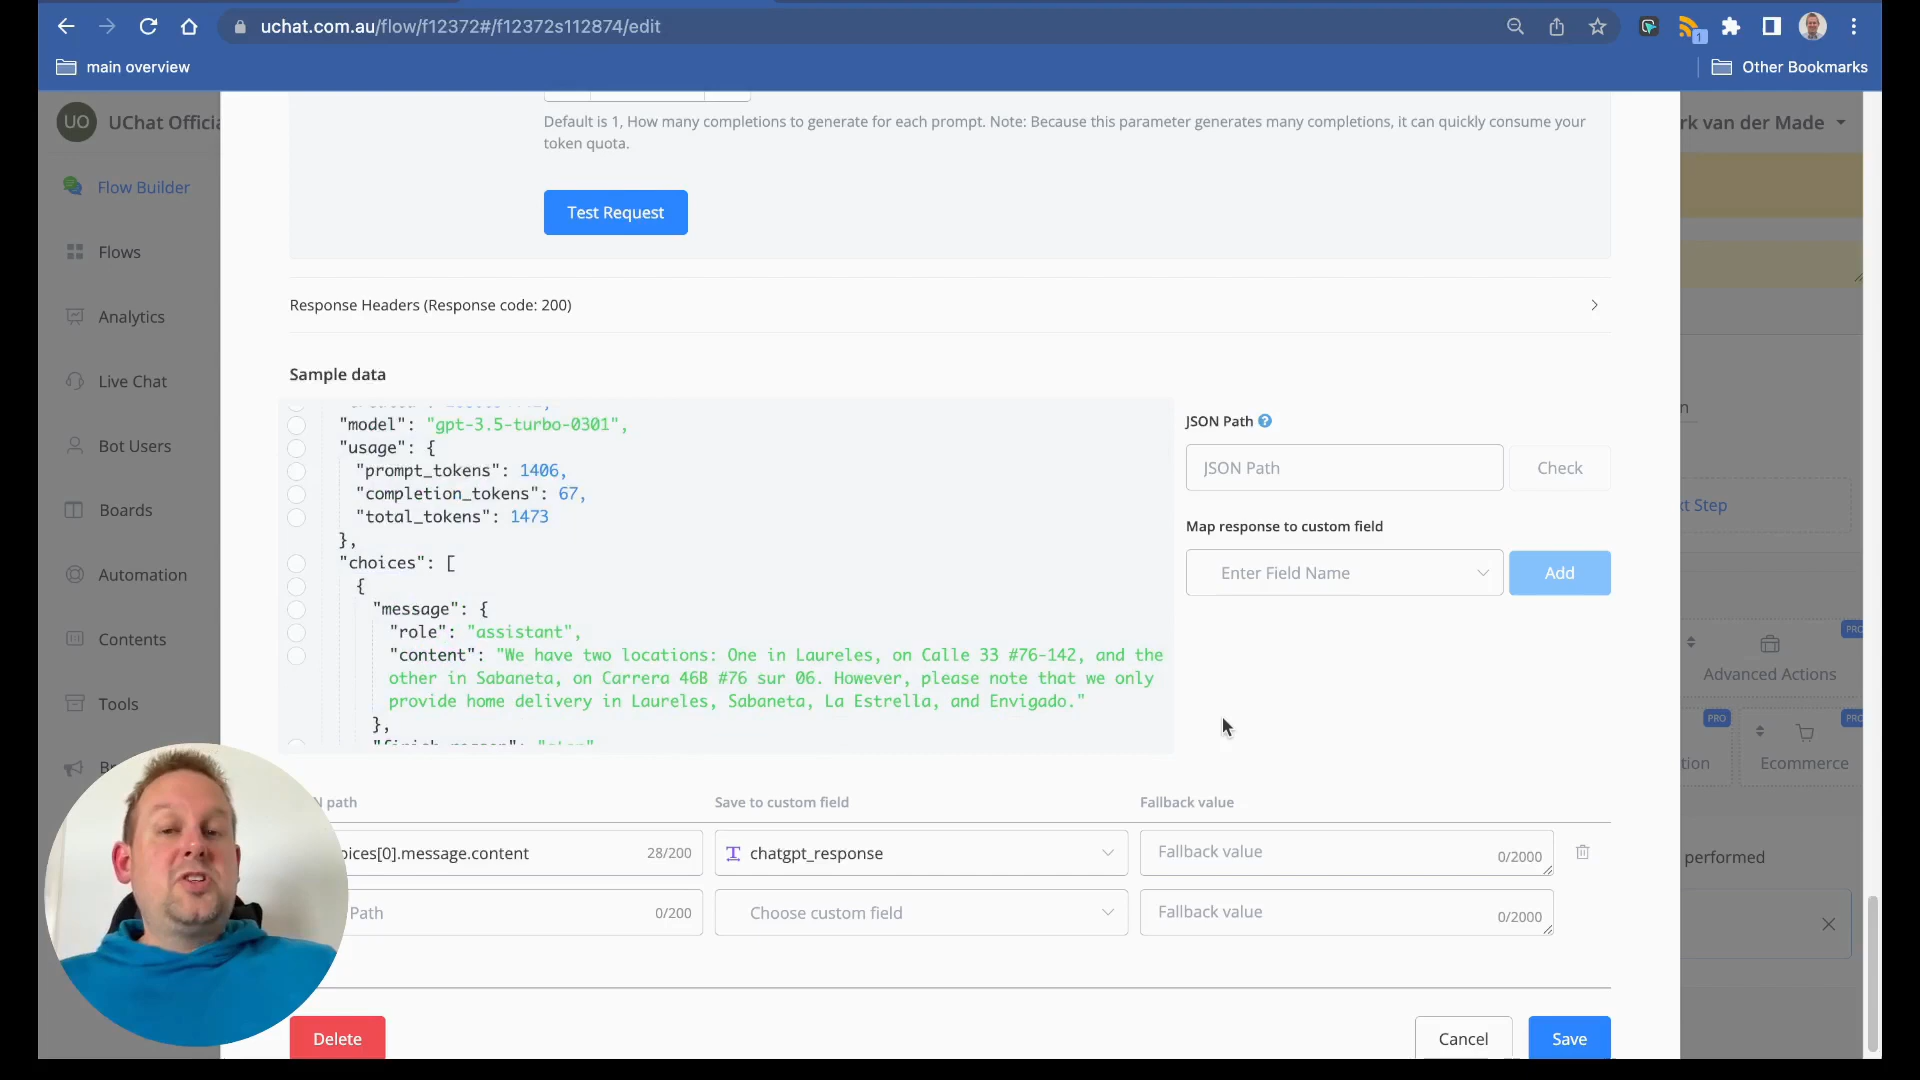 uchat.com.au/flow/f12372#/f12372s112874/edit
1
main overview
Other Bookmarks
UO
UChat Officia
rk van der Made
Flow Builder
Flows
Analytics
Live Chat
Bot Users
Boards
Automation
Contents
Tools
Br
Default is 1, How many completions to generate for each prompt. Note: Because this parameter generates many completions, it can quickly consume your
token quota.
Test Request
Response Headers (Response code: 200)
Sample data
"model": "gpt-3.5-turbo-0301",
"usage": {
"prompt_tokens": 1406,
"completion_tokens": 67,
"total_tokens": 1473
},
"choices": [
{
"message": {
"role": "assistant",
"content": "We have two locations: One in Laureles, on Calle 33 #76-142, and the
other in Sabaneta, on Carrera 46B #76 sur 06. However, please note that we only
provide home delivery in Laureles, Sabaneta, La Estrella, and Envigado."
},
"finish_reason": "stop"
JSON Path
JSON Path
Check
Map response to custom field
Enter Field Name
Add
N path
Save to custom field
Fallback value
oices[0].message.content
28/200
chatgpt_response
Fallback value
0/2000
Path
0/200
Choose custom field
Fallback value
0/2000
Delete
Cancel
Save
n
xt Step
PRO
Advanced Actions
PRO
PRO
tion
Ecommerce
performed